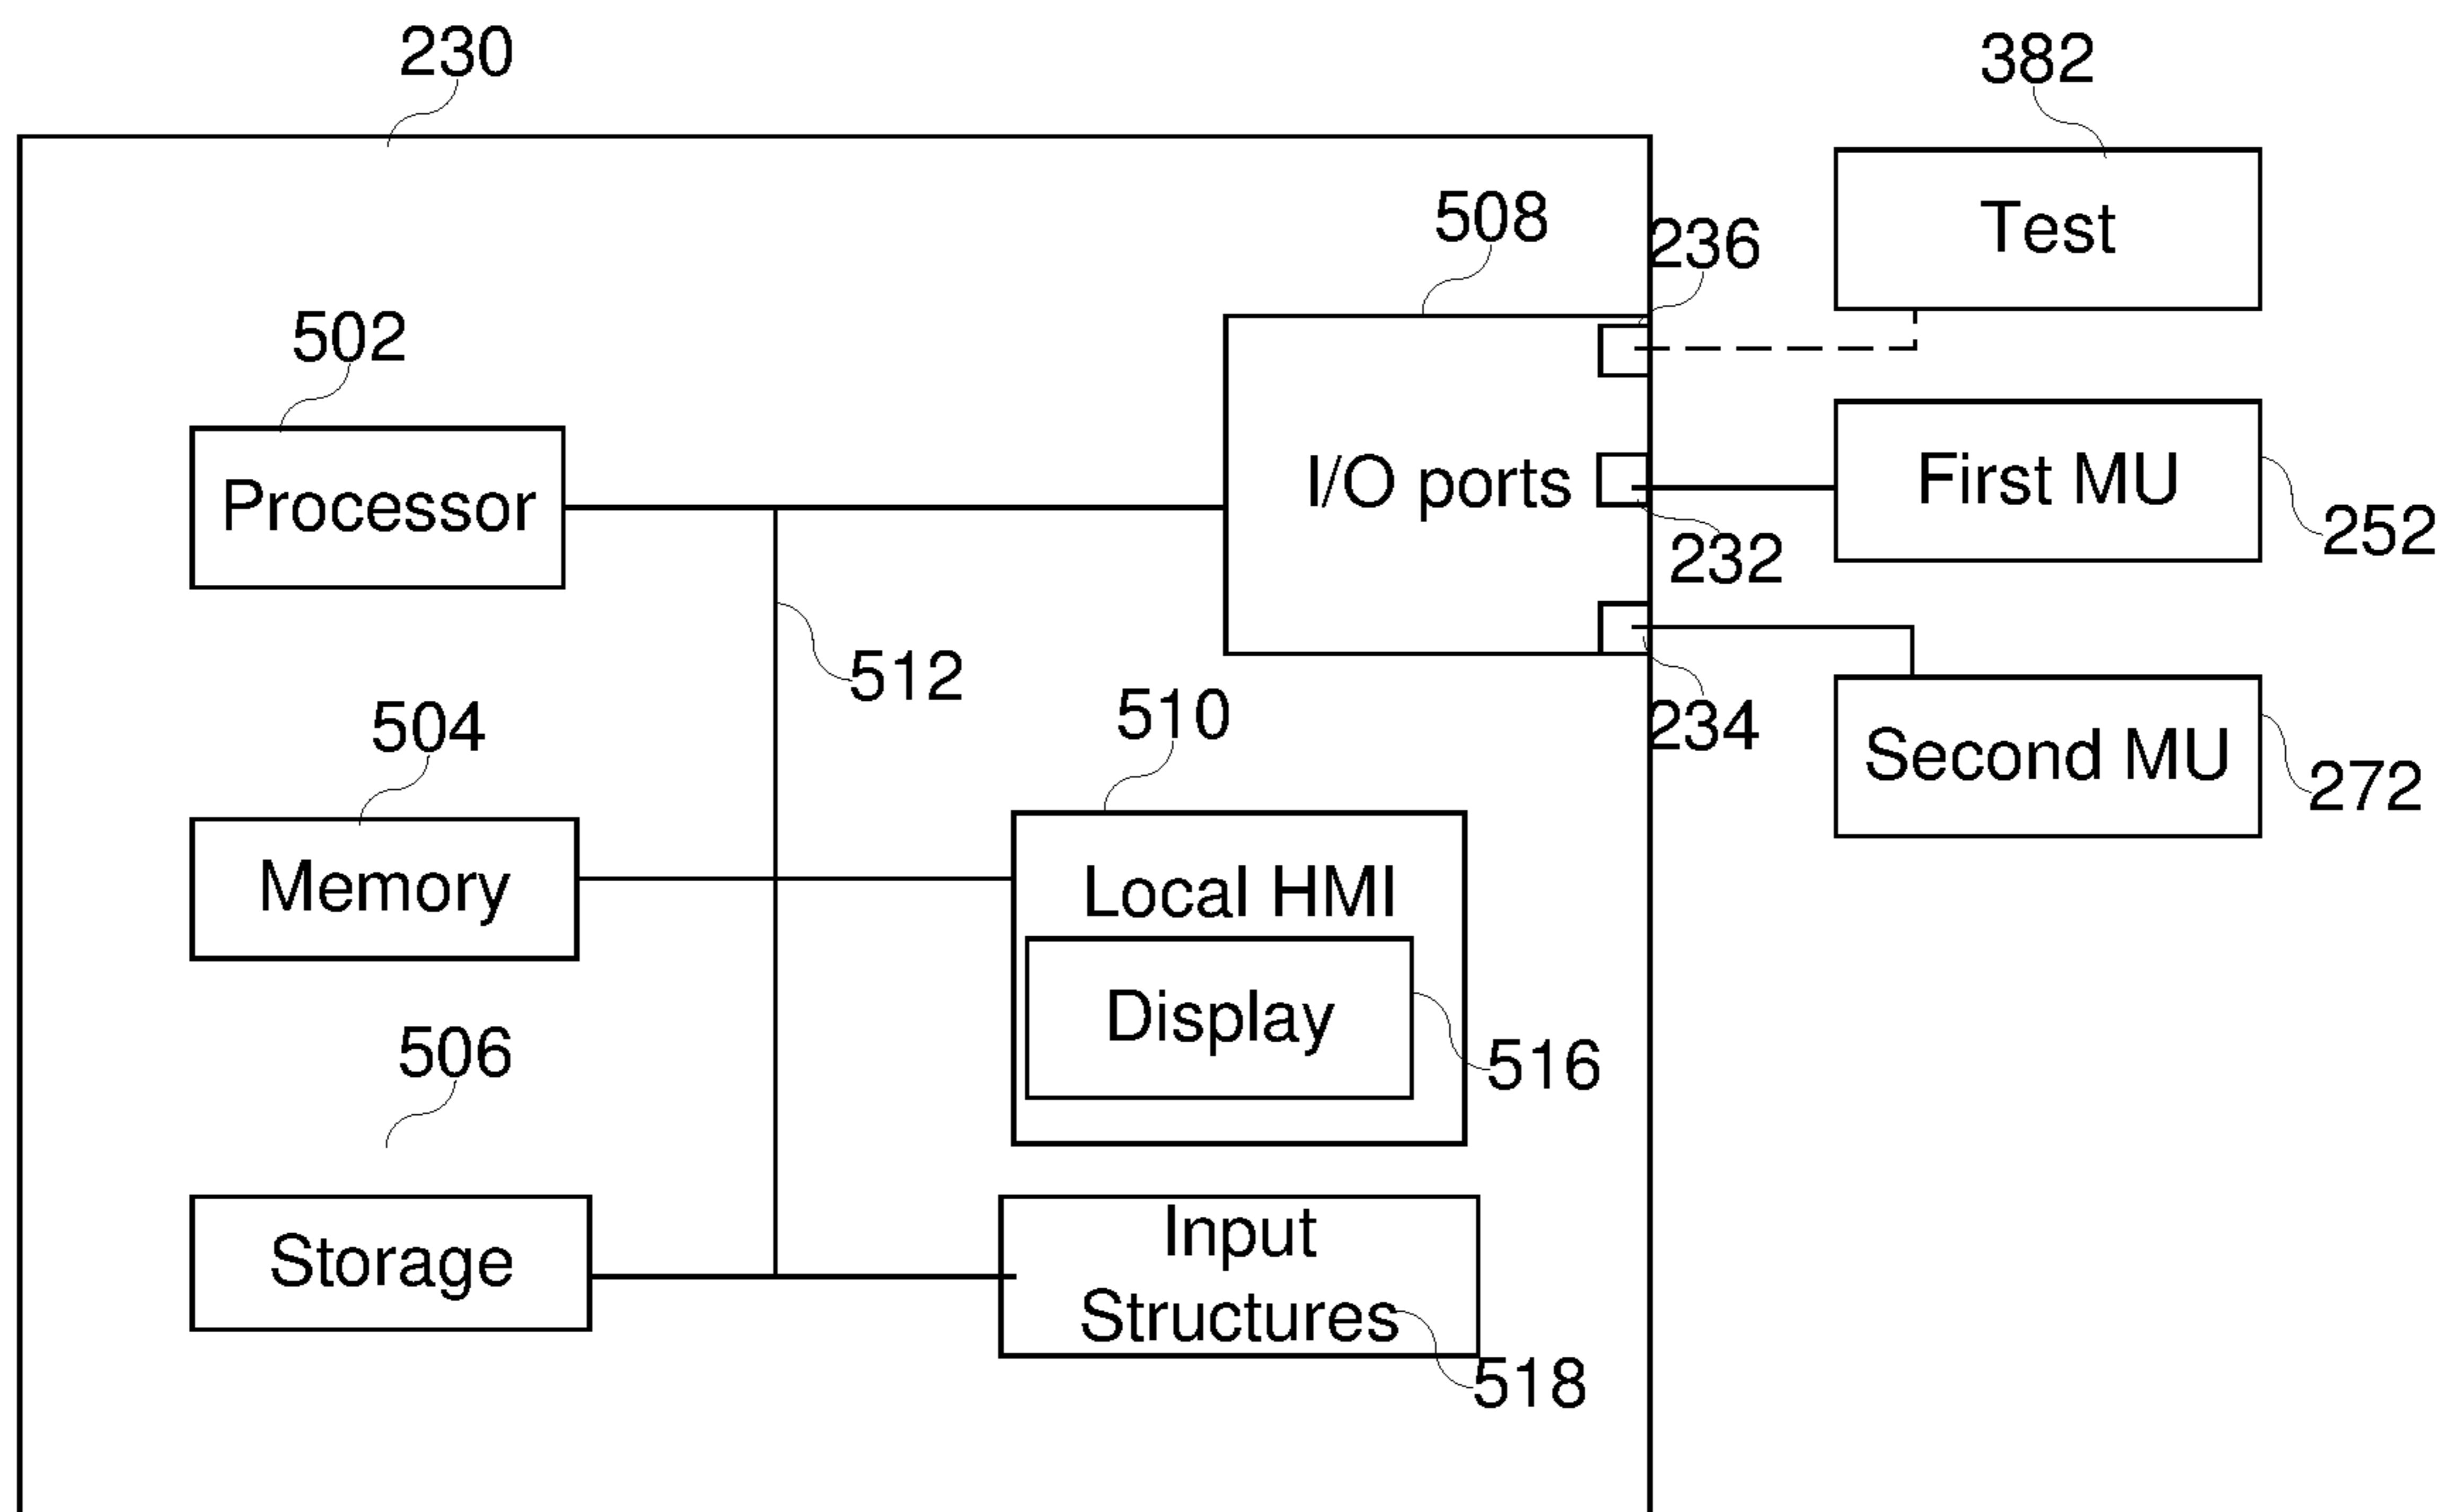 230
382
508
236
Test
502
I/O ports
First MU
Processor
252
232
512
504
510
234
Second MU
272
Memory
Local HMI
Display
506
516
Storage
Input
Structures
518